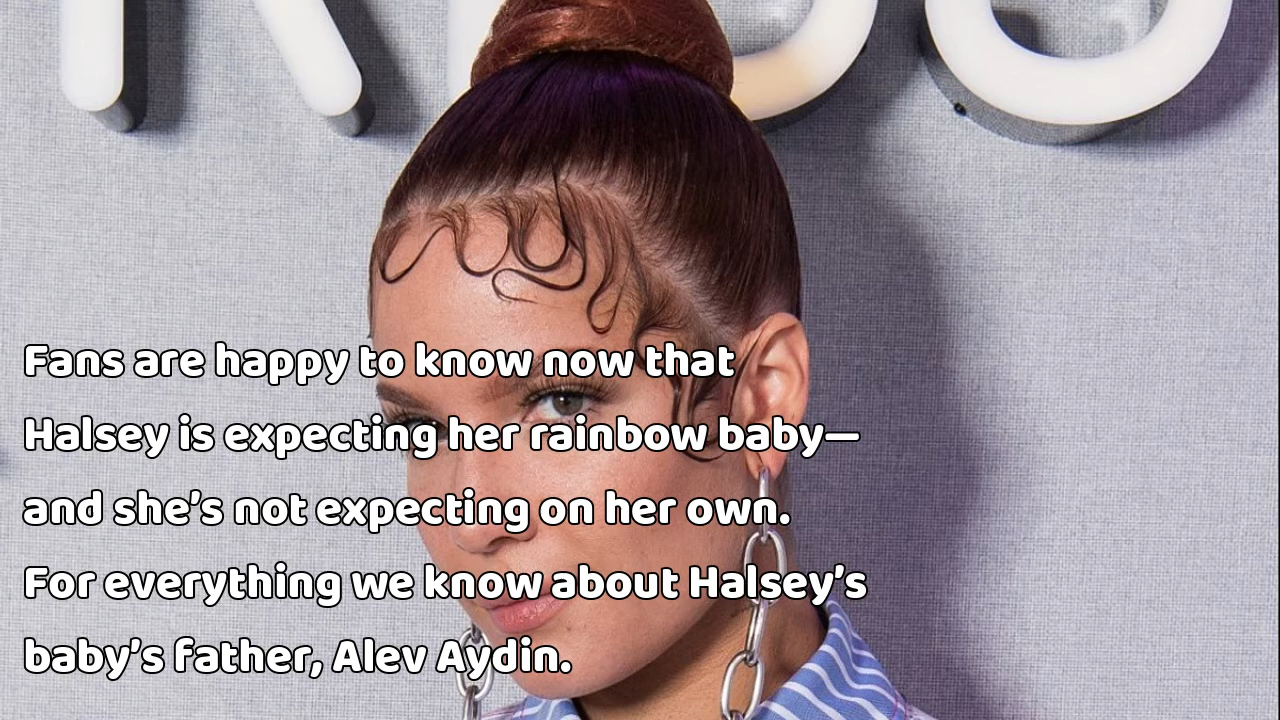 Fans are happy to know now that
Halsey is expecting her rainbow baby—
and she’s not expecting on her own.
For everything we know about Halsey’s
baby’s father, Alev Aydin.